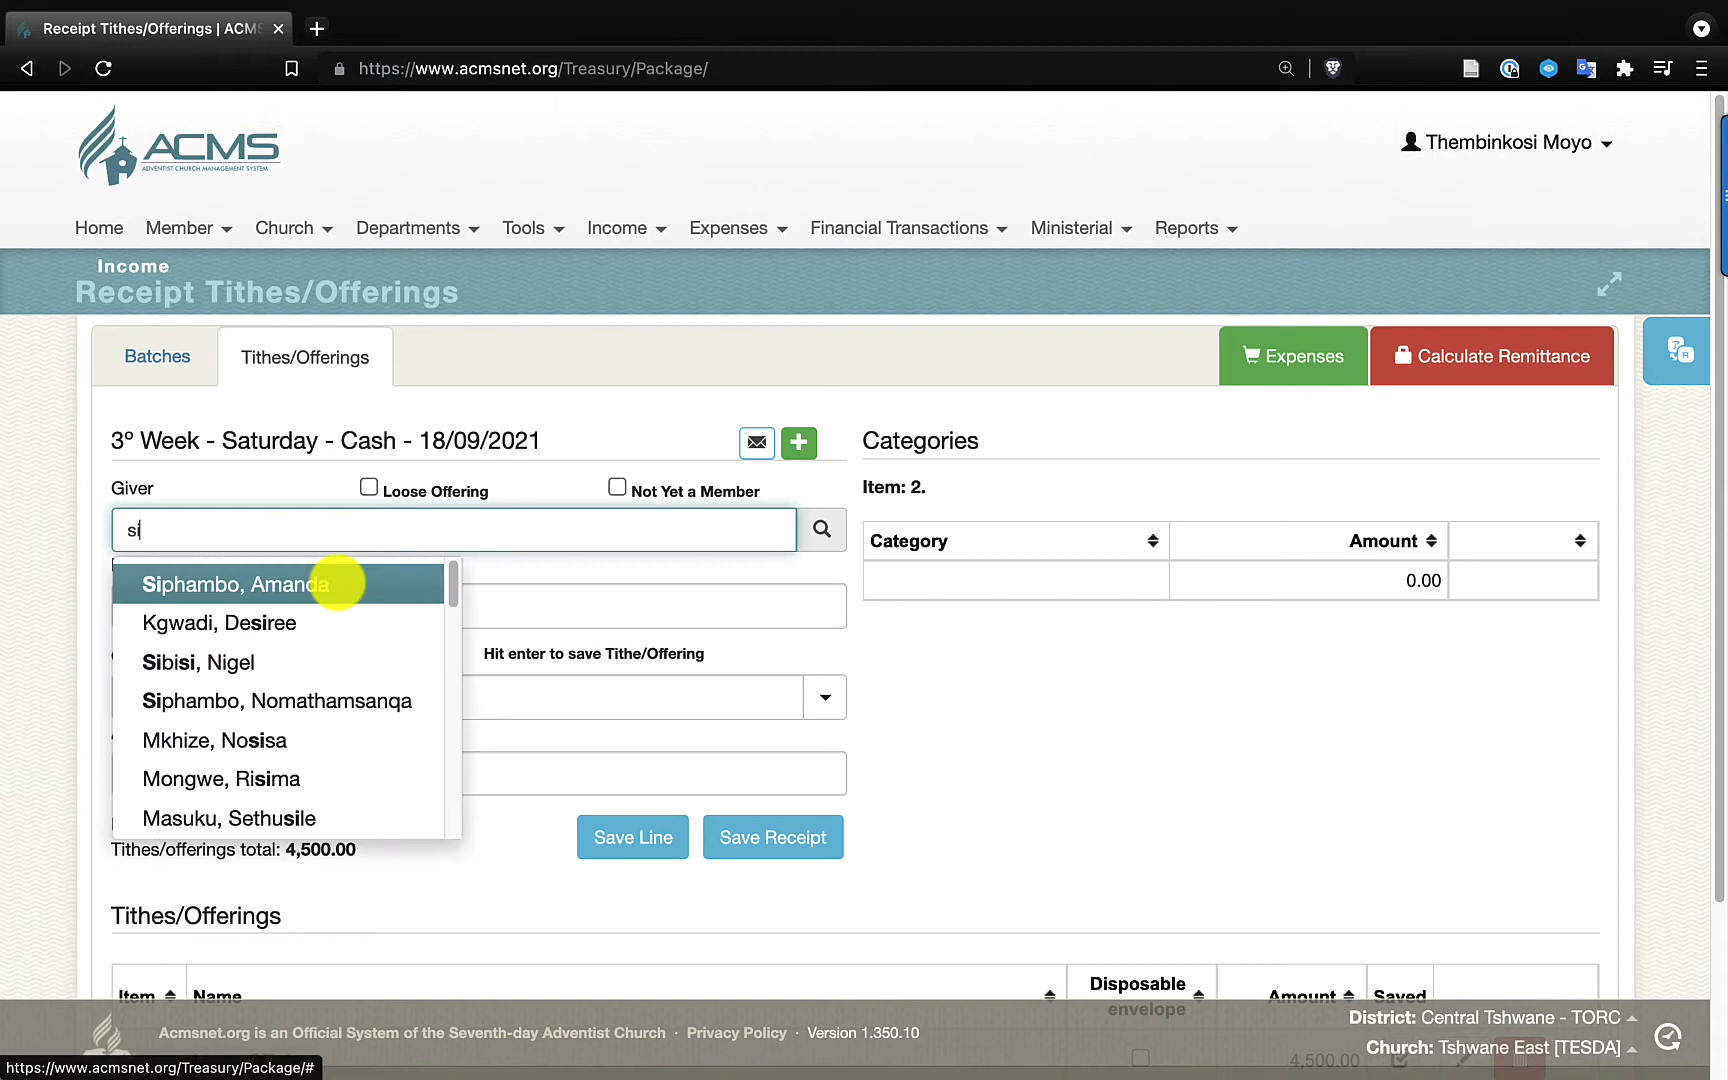 Receipt Tithes/Offerings | ACMS
https://www.acmsnet.org/Treasury/Package/
ACMS
ADVENTIST CHURCH MANAGEMENT SYSTEM
Thembinkosi Moyo
Home Member Church Departments Tools Income Expenses Financial Transactions Ministerial Reports
Income
Receipt Tithes/Offerings
Batches Tithes/Offerings Expenses Calculate Remittance
3º Week - Saturday - Cash - 18/09/2021
Categories
Giver Loose Offering Not Yet a Member
Item: 2.
si
Category Amount
0.00
Siphambo, Amanda
Kgwadi, Desiree
Sibisi, Nigel
Siphambo, Nomathamsanqa
Mkhize, Nosisa
Mongwe, Risima
Masuku, Sethusile
Hit enter to save Tithe/Offering
Save Line Save Receipt
Tithes/offerings total: 4,500.00
Tithes/Offerings
Item Name Disposable envelope Amount Saved
4,500.00
Acmsnet.org is an Official System of the Seventh-day Adventist Church · Privacy Policy · Version 1.350.10
District: Central Tshwane - TORC
Church: Tshwane East [TESDA]
https://www.acmsnet.org/Treasury/Package/#